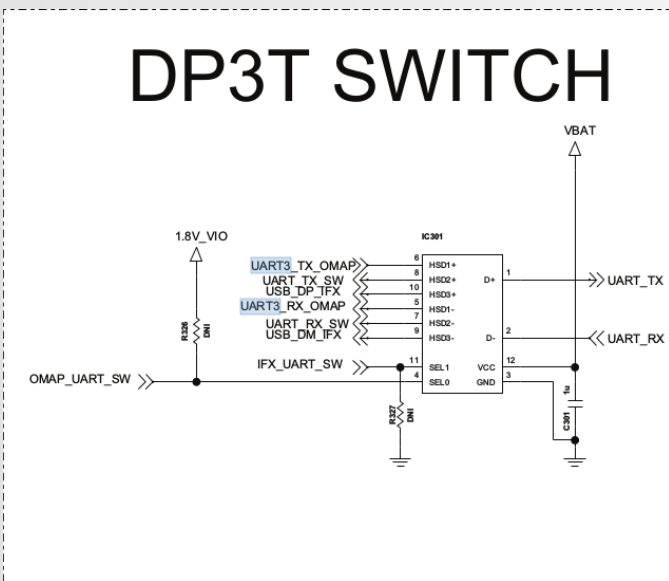 DP3T SWITCH
VBAT
1.8V_VIO
IC301
UART3_TX_OMAP 6 HSD1+
UART_TX_SW 8 HSD2+ D+ 1 UART_TX
USB_DP_IFX 10 HSD3+
UART3_RX_OMAP 5 HSD1-
UART_RX_SW 7 HSD2-
USB_DM_IFX 9 HSD3- D- 2 UART_RX
R326 DNI
IFX_UART_SW 11 SEL1 VCC 12
OMAP_UART_SW 4 SEL0 GND 3
R327 DNI
C301 1u